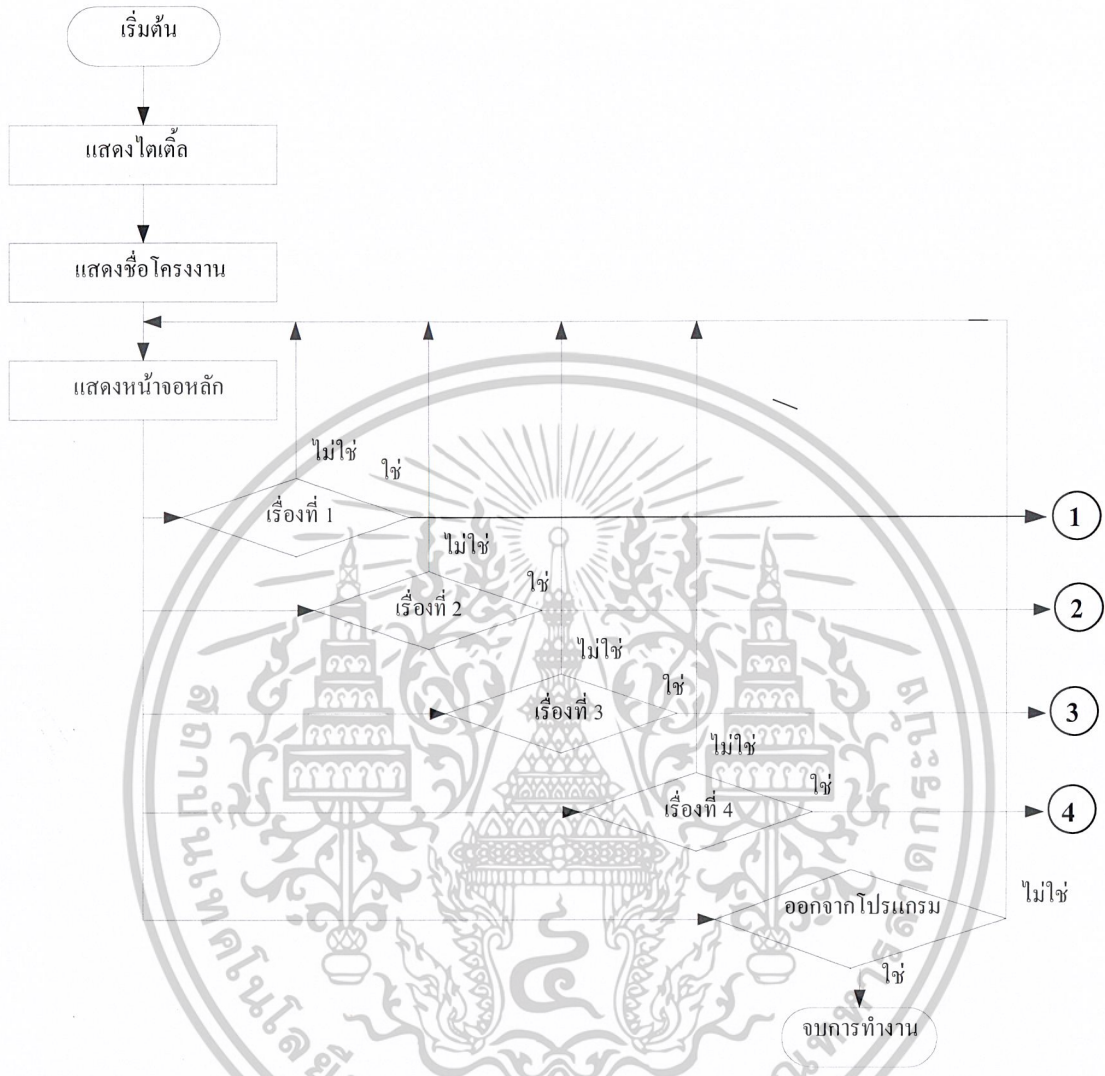 เริ่มต้น
แสดงไตเติ้ล
แสดงชื่อโครงงาน
แสดงหน้าจอหลัก
ไม่ใช่
ใช่
เรื่องที่ 1
1
ไม่ใช่
ใช่
เรื่องที่ 2
2
ไม่ใช่
ใช่
เรื่องที่ 3
3
ไม่ใช่
ใช่
เรื่องที่ 4
4
ออกจากโปรแกรม
ไม่ใช่
ใช่
จบการทำงาน